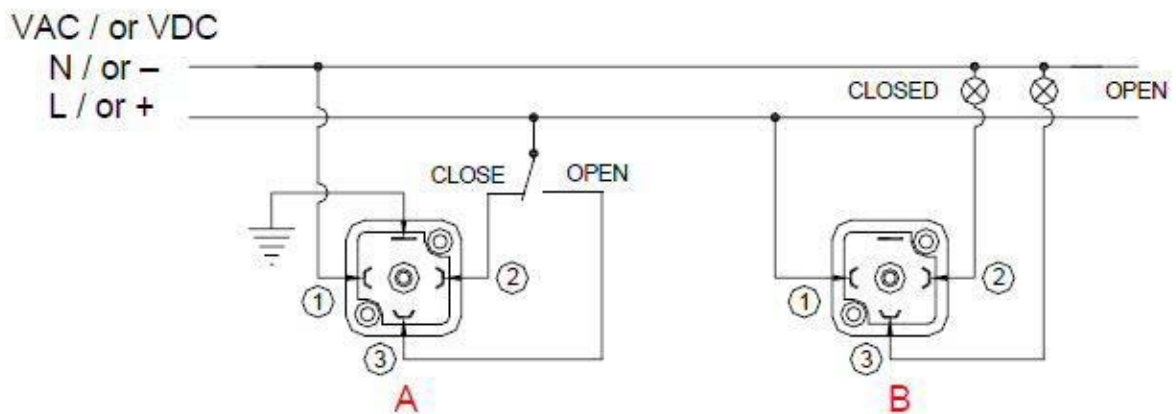 VAC / or VDC
N / or –
L / or +
CLOSED
OPEN
CLOSE
OPEN
1
2
3
1
2
3
A
B